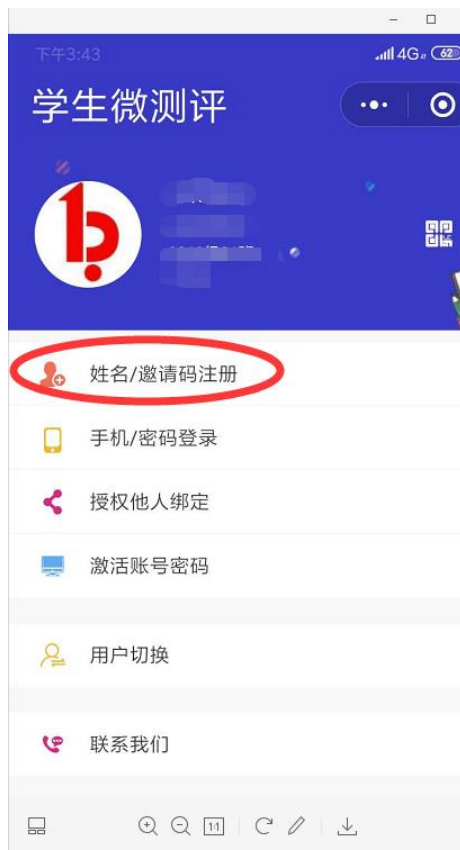 下午3:43
4G 62
学生微测评
姓名/邀请码注册
手机/密码登录
授权他人绑定
激活账号密码
用户切换
联系我们
1:1